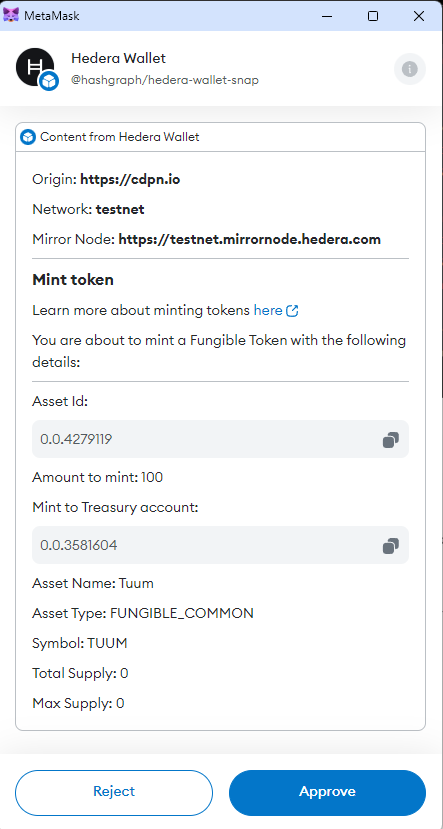 MetaMask
Hedera Wallet
@hashgraph/hedera-wallet-snap
Content from Hedera Wallet
Origin: https://cdpn.io
Network: testnet
Mirror Node: https://testnet.mirrornode.hedera.com
Mint token
Learn more about minting tokens here
You are about to mint a Fungible Token with the following
details:
Asset Id:
0.0.4279119
Amount to mint: 100
Mint to Treasury account:
0.0.3581604
Asset Name: Tuum
Asset Type: FUNGIBLE_COMMON
Symbol: TUUM
Total Supply: 0
Max Supply: 0
Reject
Approve